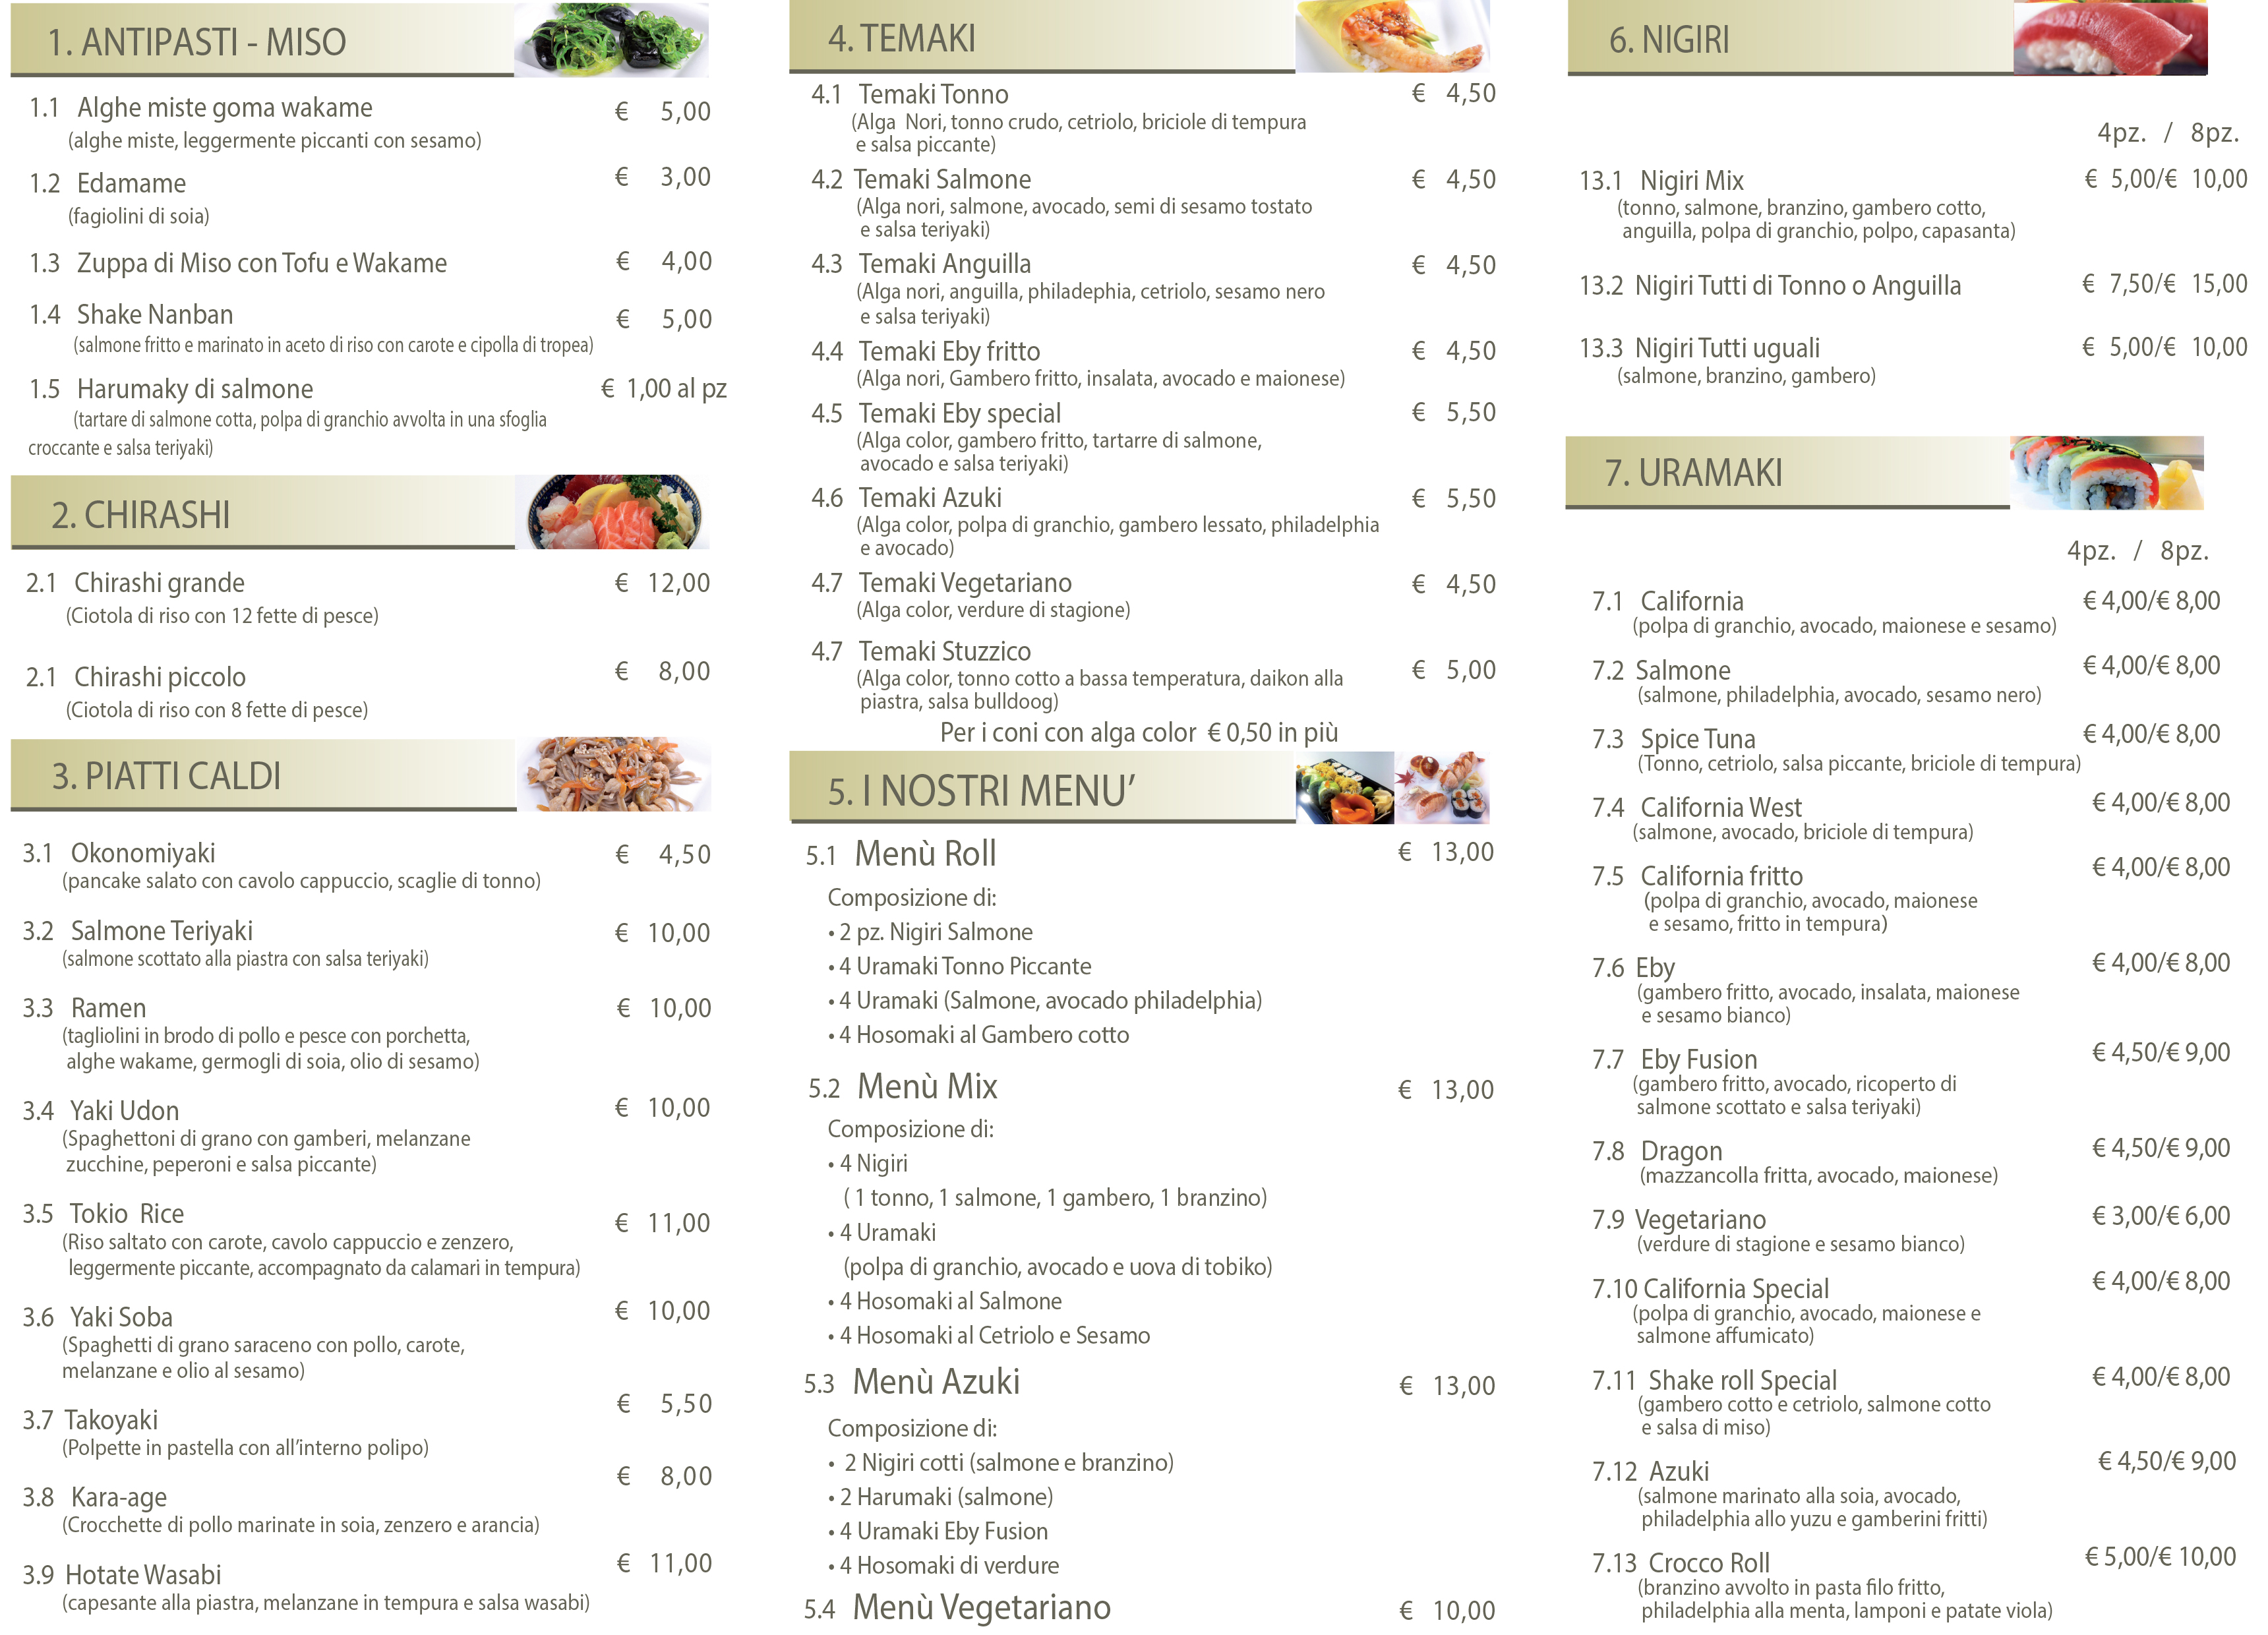 1. ANTIPASTI - MISO
1.1 Alghe miste goma wakame € 5,00
(alghe miste, leggermente piccanti con sesamo)
1.2 Edamame € 3,00
(fagiolini di soia)
1.3 Zuppa di Miso con Tofu e Wakame € 4,00
1.4 Shake Nanban € 5,00
(salmone fritto e marinato in aceto di riso con carote e cipolla di tropea)
1.5 Harumaky di salmone € 1,00 al pz
(tartare di salmone cotta, polpa di granchio avvolta in una sfoglia
croccante e salsa teriyaki)
2. CHIRASHI
2.1 Chirashi grande € 12,00
(Ciotola di riso con 12 fette di pesce)
2.1 Chirashi piccolo € 8,00
(Ciotola di riso con 8 fette di pesce)
3. PIATTI CALDI
3.1 Okonomiyaki € 4,50
(pancake salato con cavolo cappuccio, scaglie di tonno)
3.2 Salmone Teriyaki € 10,00
(salmone scottato alla piastra con salsa teriyaki)
3.3 Ramen € 10,00
(tagliolini in brodo di pollo e pesce con porchetta,
alghe wakame, germogli di soia, olio di sesamo)
3.4 Yaki Udon € 10,00
(Spaghettoni di grano con gamberi, melanzane
zucchine, peperoni e salsa piccante)
3.5 Tokio Rice € 11,00
(Riso saltato con carote, cavolo cappuccio e zenzero,
leggermente piccante, accompagnato da calamari in tempura)
3.6 Yaki Soba € 10,00
(Spaghetti di grano saraceno con pollo, carote,
melanzane e olio al sesamo)
3.7 Takoyaki € 5,50
(Polpette in pastella con all'interno polipo)
3.8 Kara-age € 8,00
(Crocchette di pollo marinate in soia, zenzero e arancia)
3.9 Hotate Wasabi € 11,00
(capesante alla piastra, melanzane in tempura e salsa wasabi)
4. TEMAKI
4.1 Temaki Tonno € 4,50
(Alga Nori, tonno crudo, cetriolo, briciole di tempura
e salsa piccante)
4.2 Temaki Salmone € 4,50
(Alga nori, salmone, avocado, semi di sesamo tostato
e salsa teriyaki)
4.3 Temaki Anguilla € 4,50
(Alga nori, anguilla, philadephia, cetriolo, sesamo nero
e salsa teriyaki)
4.4 Temaki Eby fritto € 4,50
(Alga nori, Gambero fritto, insalata, avocado e maionese)
4.5 Temaki Eby special € 5,50
(Alga color, gambero fritto, tartarre di salmone,
avocado e salsa teriyaki)
4.6 Temaki Azuki € 5,50
(Alga color, polpa di granchio, gambero lessato, philadelphia
e avocado)
4.7 Temaki Vegetariano € 4,50
(Alga color, verdure di stagione)
4.7 Temaki Stuzzico € 5,00
(Alga color, tonno cotto a bassa temperatura, daikon alla
piastra, salsa bulldoog)
Per i coni con alga color € 0,50 in più
5. I NOSTRI MENU'
5.1 Menù Roll € 13,00
Composizione di:
• 2 pz. Nigiri Salmone
• 4 Uramaki Tonno Piccante
• 4 Uramaki (Salmone, avocado philadelphia)
• 4 Hosomaki al Gambero cotto
5.2 Menù Mix € 13,00
Composizione di:
• 4 Nigiri
( 1 tonno, 1 salmone, 1 gambero, 1 branzino)
• 4 Uramaki
(polpa di granchio, avocado e uova di tobiko)
• 4 Hosomaki al Salmone
• 4 Hosomaki al Cetriolo e Sesamo
5.3 Menù Azuki € 13,00
Composizione di:
• 2 Nigiri cotti (salmone e branzino)
• 2 Harumaki (salmone)
• 4 Uramaki Eby Fusion
• 4 Hosomaki di verdure
5.4 Menù Vegetariano € 10,00
6. NIGIRI
4pz. / 8pz.
13.1 Nigiri Mix € 5,00/€ 10,00
(tonno, salmone, branzino, gambero cotto,
anguilla, polpa di granchio, polpo, capasanta)
13.2 Nigiri Tutti di Tonno o Anguilla € 7,50/€ 15,00
13.3 Nigiri Tutti uguali € 5,00/€ 10,00
(salmone, branzino, gambero)
7. URAMAKI
4pz. / 8pz.
7.1 California € 4,00/€ 8,00
(polpa di granchio, avocado, maionese e sesamo)
7.2 Salmone € 4,00/€ 8,00
(salmone, philadelphia, avocado, sesamo nero)
7.3 Spice Tuna € 4,00/€ 8,00
(Tonno, cetriolo, salsa piccante, briciole di tempura)
7.4 California West € 4,00/€ 8,00
(salmone, avocado, briciole di tempura)
7.5 California fritto € 4,00/€ 8,00
(polpa di granchio, avocado, maionese
e sesamo, fritto in tempura)
7.6 Eby € 4,00/€ 8,00
(gambero fritto, avocado, insalata, maionese
e sesamo bianco)
7.7 Eby Fusion € 4,50/€ 9,00
(gambero fritto, avocado, ricoperto di
salmone scottato e salsa teriyaki)
7.8 Dragon € 4,50/€ 9,00
(mazzancolla fritta, avocado, maionese)
7.9 Vegetariano € 3,00/€ 6,00
(verdure di stagione e sesamo bianco)
7.10 California Special € 4,00/€ 8,00
(polpa di granchio, avocado, maionese e
salmone affumicato)
7.11 Shake roll Special € 4,00/€ 8,00
(gambero cotto e cetriolo, salmone cotto
e salsa di miso)
7.12 Azuki € 4,50/€ 9,00
(salmone marinato alla soia, avocado,
philadelphia allo yuzu e gamberini fritti)
7.13 Crocco Roll € 5,00/€ 10,00
(branzino avvolto in pasta filo fritto,
philadelphia alla menta, lamponi e patate viola)